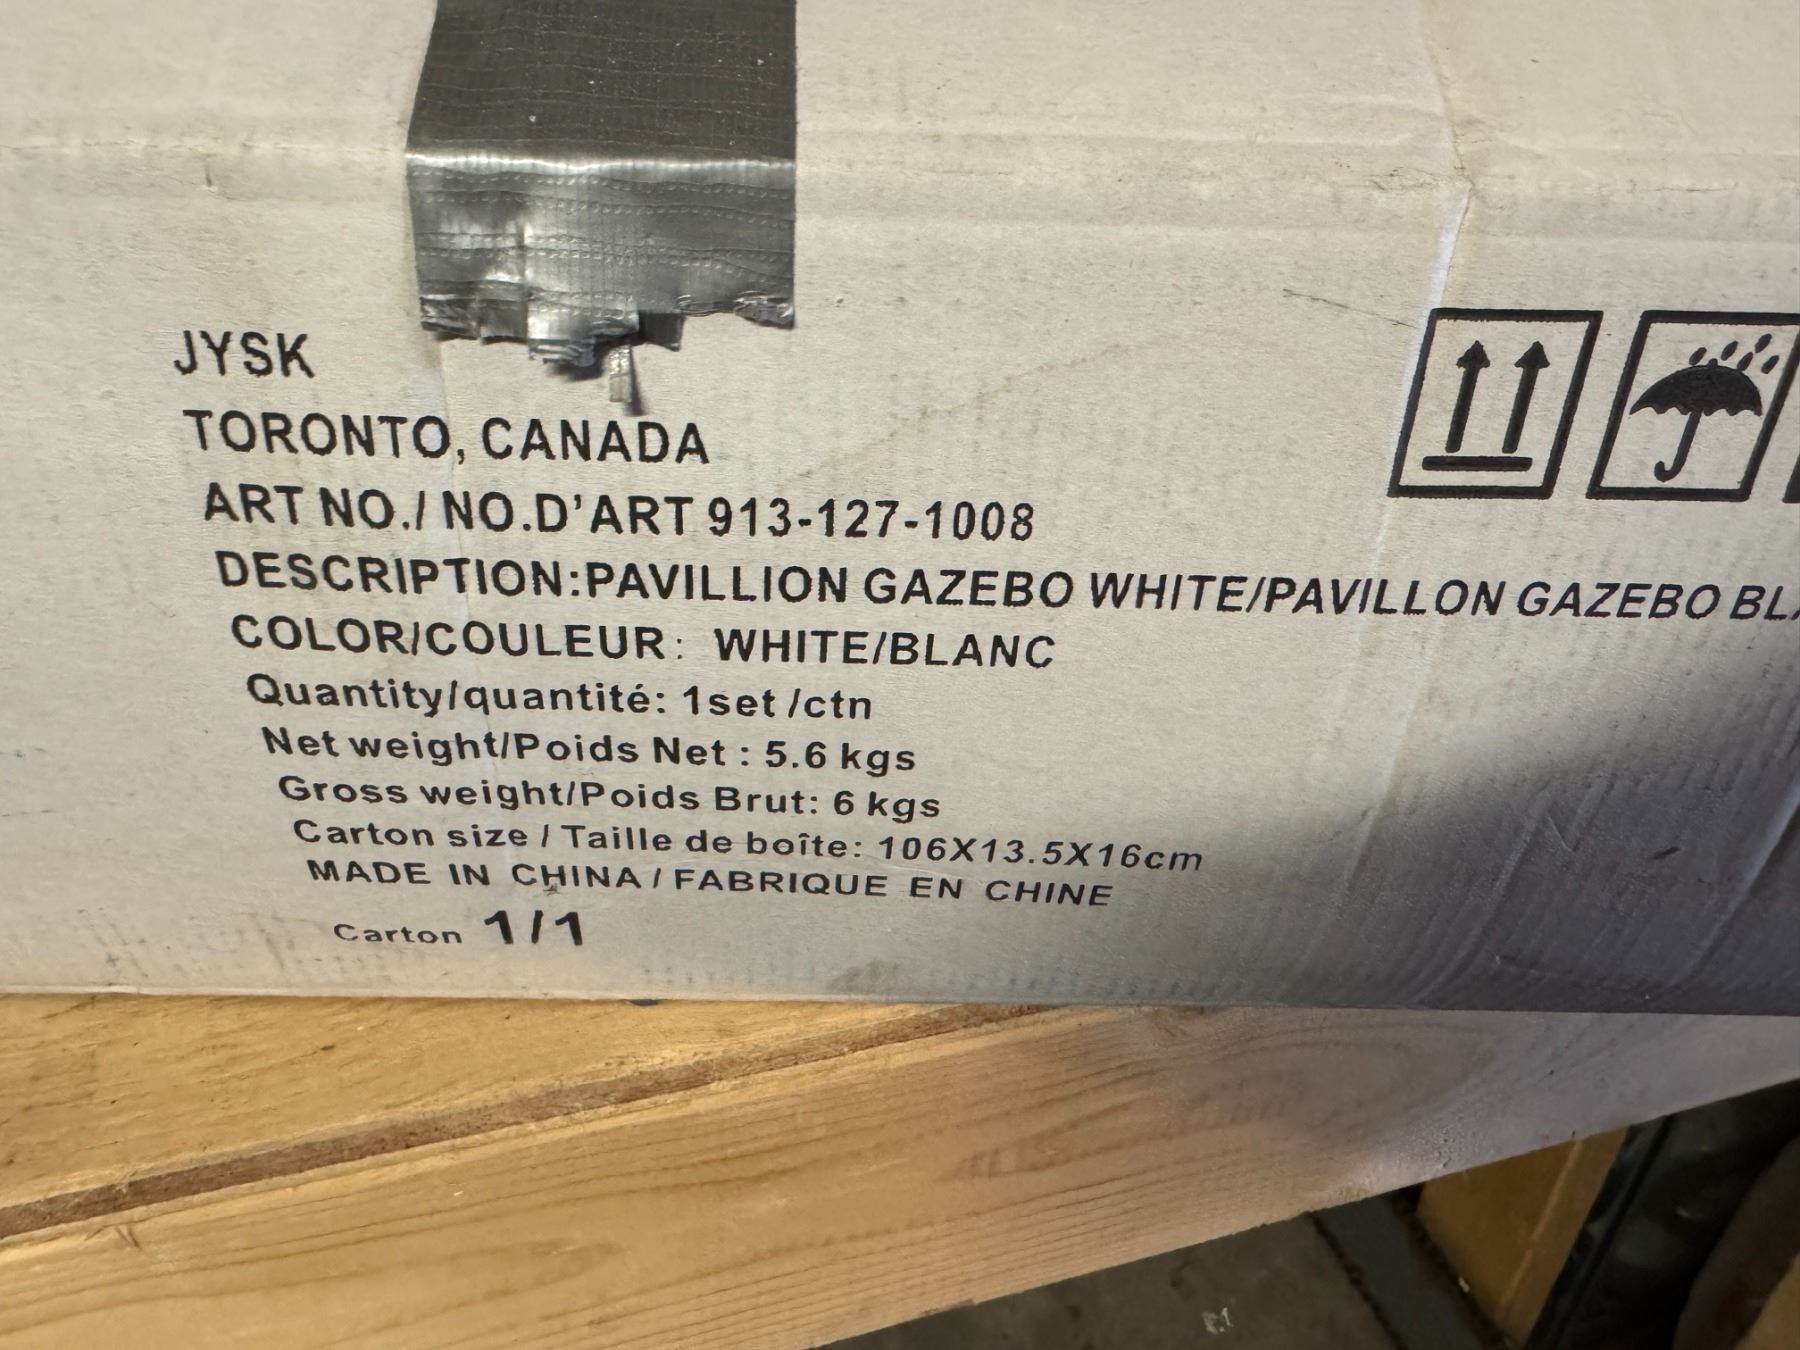 JYSK
TORONTO, CANADA
ART NO./ NO.D'ART 913-127-1008
DESCRIPTION:PAVILLION GAZEBO WHITE/PAVILLON GAZEBO
COLOR/COULEUR: WHITE/BLANC
Quantity/quantité: 1set /ctn
Net weight/Poids Net : 5.6 kgs
Gross weight/Poids Brut: 6 kgs
Carton size / Taille de boîte: 106X13.5X16cm
MADE IN CHINA / FABRIQUE EN CHINE
Carton 1/1